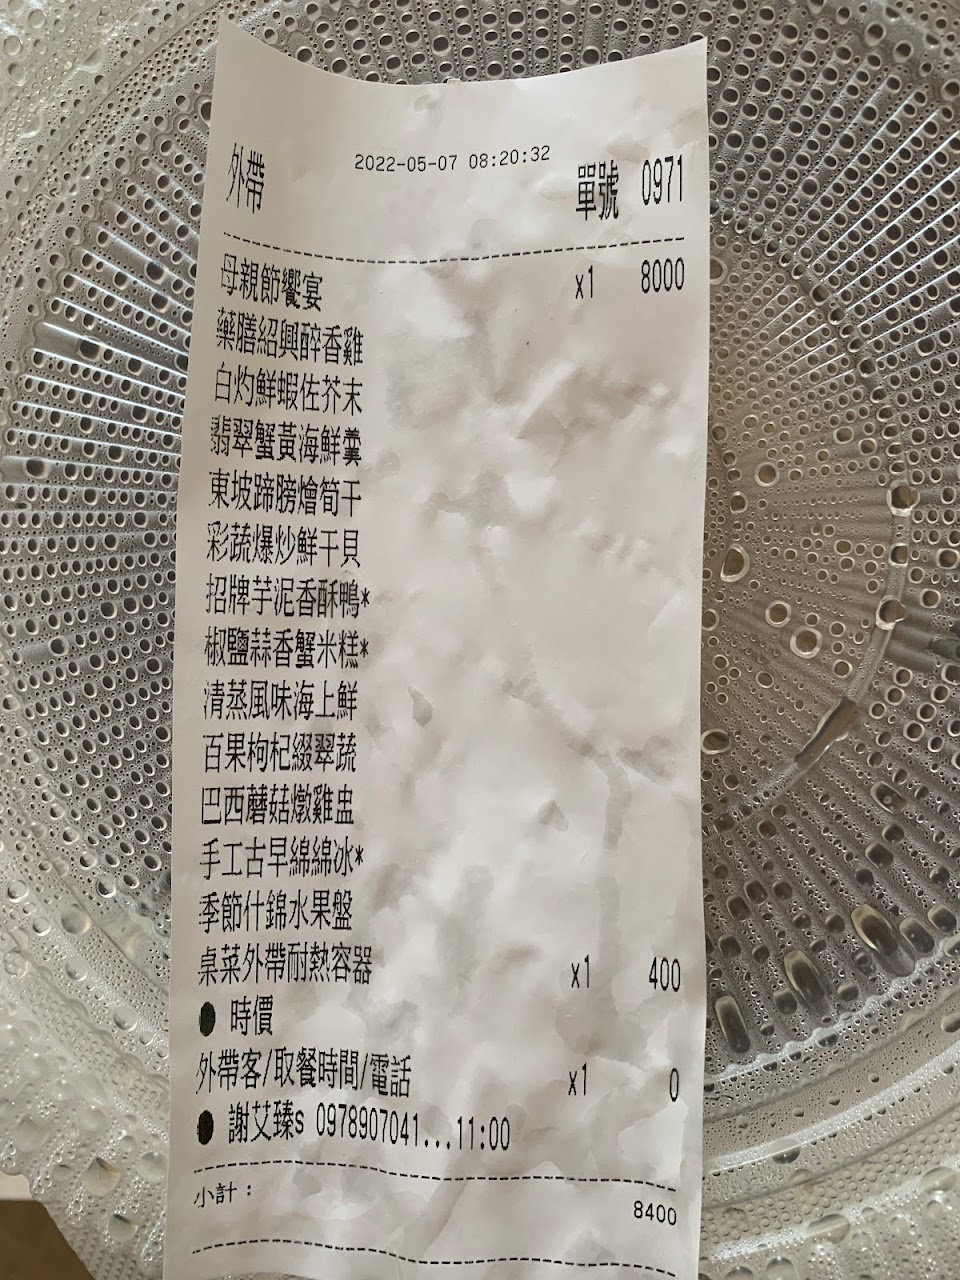 2022-05-07 08:20:32
外帶 單號 0971
母親節饗宴 x1 8000
藥膳紹興醉香雞
白灼鮮蝦佐芥末
翡翠蟹黃海鮮羹
東坡蹄膀燴筍干
彩蔬爆炒鮮干貝
招牌芋泥香酥鴨*
椒鹽蒜香蟹米糕*
清蒸風味海上鮮
百果枸杞綴翠蔬
巴西蘑菇燉雞盅
手工古早綿綿冰*
季節什錦水果盤
桌菜外帶耐熱容器 x1 400
● 時價
外帶客/取餐時間/電話 x1 0
● 謝艾臻s 0978907041...11:00
小計: 8400